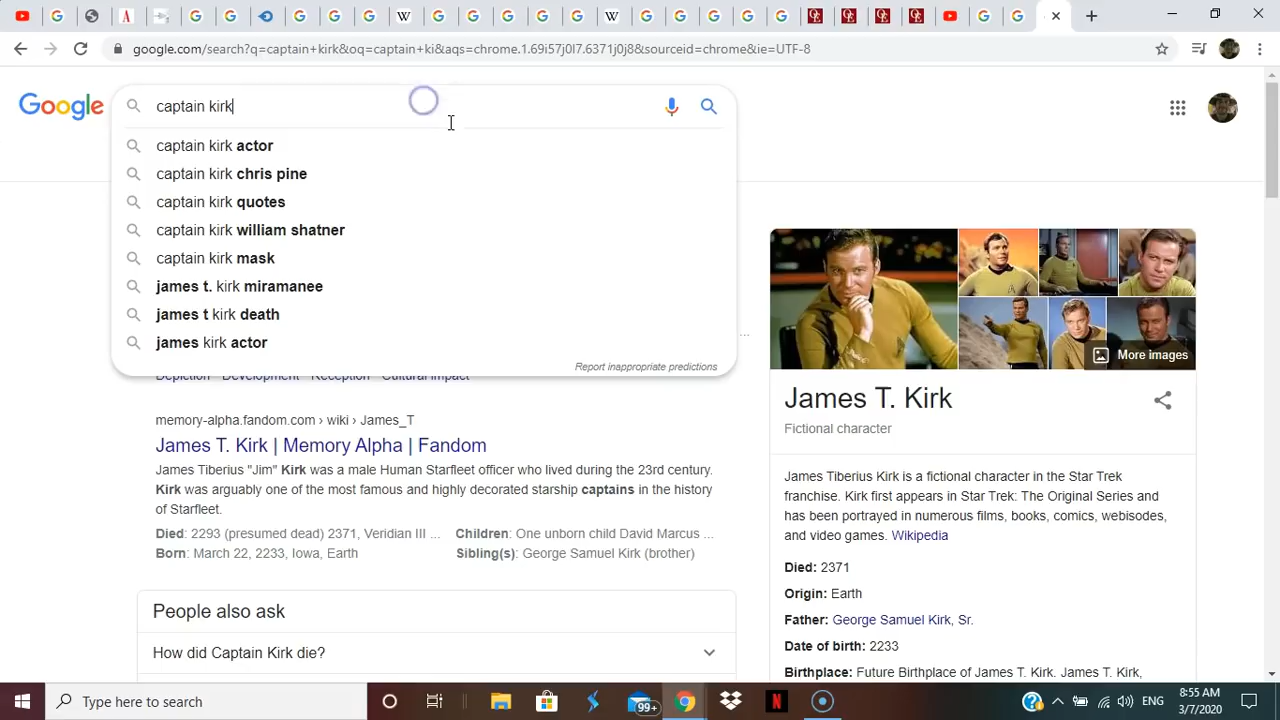 google.com/search?q=captain+kirk&oq=captain+ki&aqs=chrome.1.69i57j0l7.6371j0j8&sourceid=chrome&ie=UTF-8
Google
captain kirk
captain kirk actor
captain kirk chris pine
captain kirk quotes
captain kirk william shatner
captain kirk mask
james t. kirk miramanee
james t kirk death
james kirk actor
Report inappropriate predictions
...
Depiction Development Reception Cultural impact
memory-alpha.fandom.com › wiki › James_T
James T. Kirk | Memory Alpha | Fandom
James Tiberius "Jim" Kirk was a male Human Starfleet officer who lived during the 23rd century.
Kirk was arguably one of the most famous and highly decorated starship captains in the history
of Starfleet.
Died: 2293 (presumed dead) 2371, Veridian III ... Children: One unborn child David Marcus ...
Born: March 22, 2233, Iowa, Earth Sibling(s): George Samuel Kirk (brother)
People also ask
How did Captain Kirk die?
More images
James T. Kirk
Fictional character
James Tiberius Kirk is a fictional character in the Star Trek
franchise. Kirk first appears in Star Trek: The Original Series and
has been portrayed in numerous films, books, comics, webisodes,
and video games. Wikipedia
Died: 2371
Origin: Earth
Father: George Samuel Kirk, Sr.
Date of birth: 2233
Birthplace: Future Birthplace of James T. Kirk. James T. Kirk,
Type here to search
99+
ENG
8:55 AM
3/7/2020